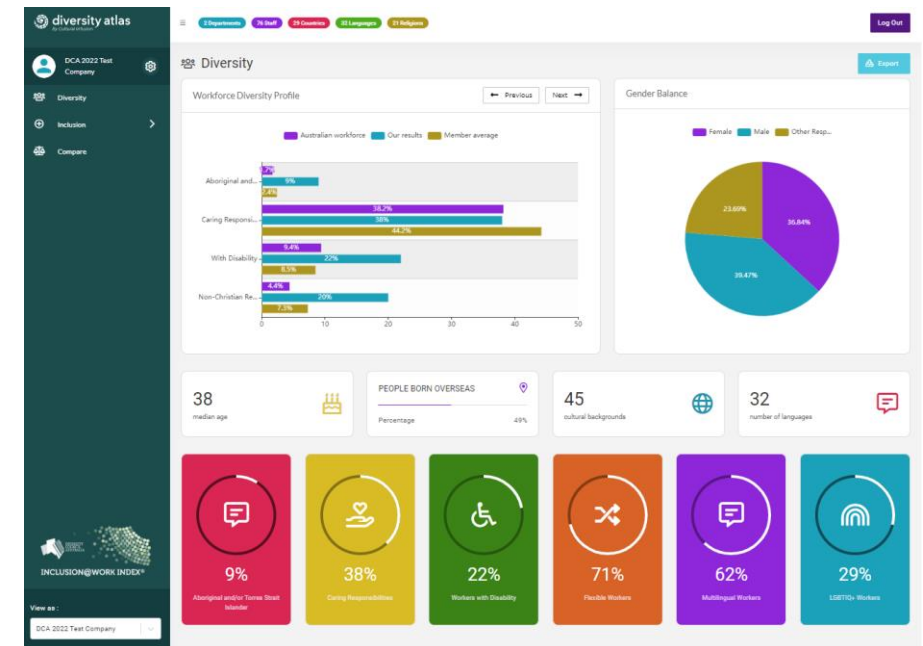 diversity atlas
By Cultural Infusion
2 Departments
76 Staff
29 Countries
32 Languages
21 Religions
Log Out
DCA 2022 Test
Company
Diversity
Inclusion
Compare
Diversity
Export
Workforce Diversity Profile
Previous
Next
Australian workforce
Our results
Member average
Aboriginal and...
9%
2.4%
Caring Responsi...
38.2%
38%
44.2%
With Disability
9.4%
22%
8.5%
Non-Christian Re...
4.4%
20%
7.3%
0 10 20 30 40 50
Gender Balance
Female
Male
Other Resp...
23.69%
36.84%
39.47%
38
median age
PEOPLE BORN OVERSEAS
Percentage
49%
45
cultural backgrounds
32
number of languages
9%
Aboriginal and/or Torres Strait
Islander
38%
Caring Responsibilities
22%
Workers with Disability
71%
Flexible Workers
62%
Multilingual Workers
29%
LGBTIQ+ Workers
INCLUSION@WORK INDEX®
View as :
DCA 2022 Test Company